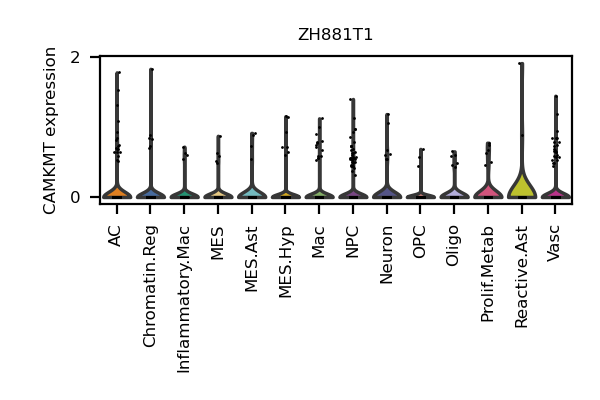 ZH881T1
CAMKMT expression
2
0
AC
Chromatin.Reg
Inflammatory.Mac
MES
MES.Ast
MES.Hyp
Mac
NPC
Neuron
OPC
Oligo
Prolif.Metab
Reactive.Ast
Vasc